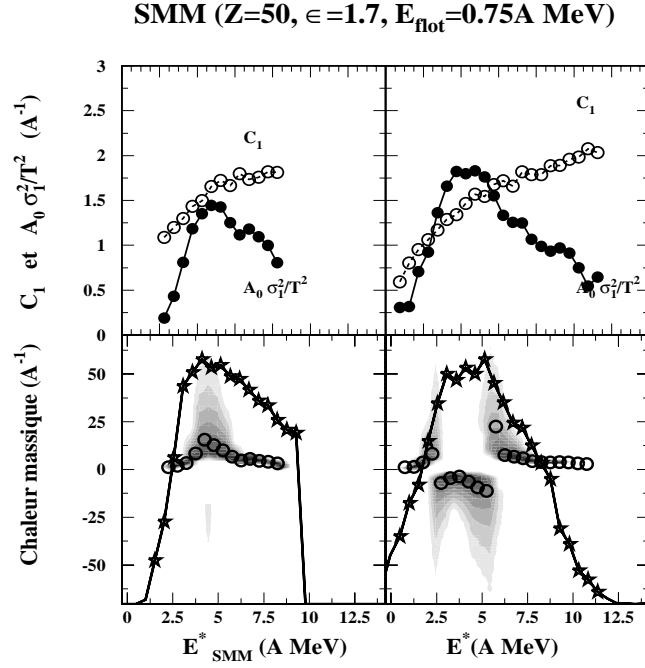 SMM (Z=50, ∈=1.7, E_flot=0.75A MeV)
C_1 et A_0 σ_1^2/T^2 (A^-1)
3
2.5
2
1.5
1
0.5
0
C_1
A_0 σ_1^2/T^2
C_1
A_0 σ_1^2/T^2
Chaleur massique (A^-1)
50
25
0
-25
-50
2.5 5 7.5 10 12.5
0 2.5 5 7.5 10 12.5
E^*_SMM (A MeV)
E^* (A MeV)